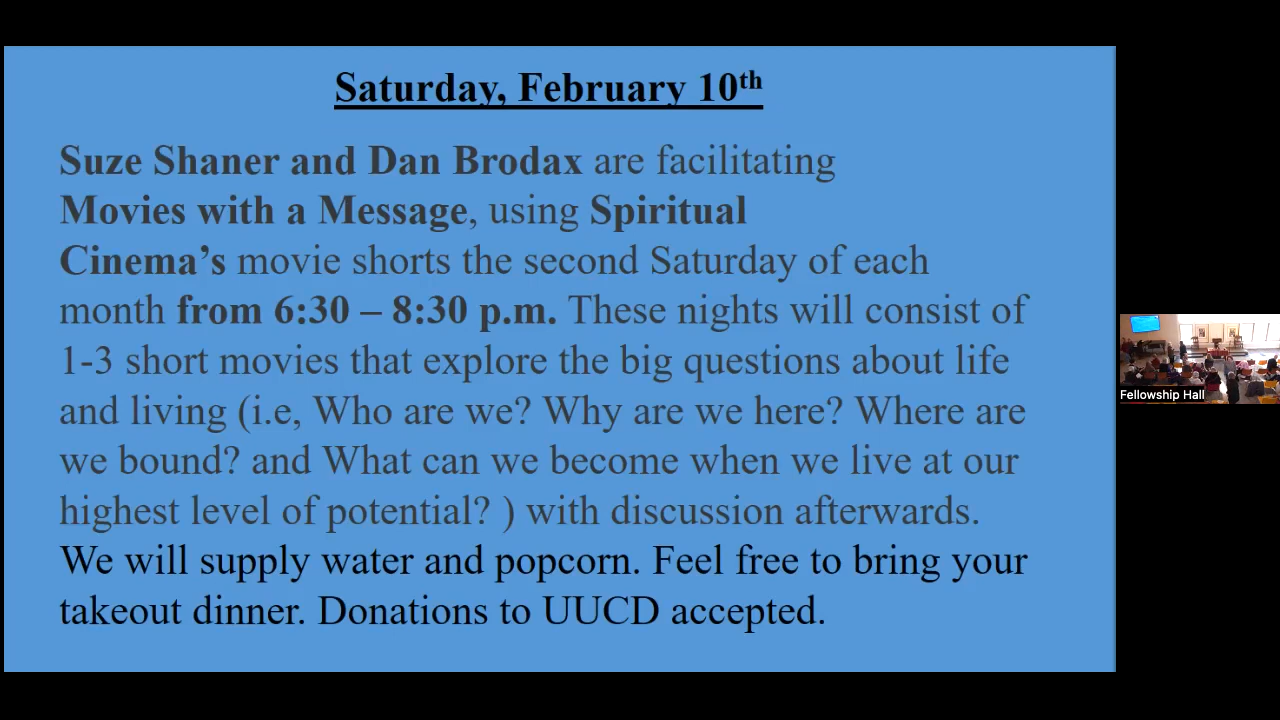 Saturday, February 10th
Suze Shaner and Dan Brodax are facilitating
Movies with a Message, using Spiritual
Cinema’s movie shorts the second Saturday of each
month from 6:30 – 8:30 p.m. These nights will consist of
1-3 short movies that explore the big questions about life
and living (i.e, Who are we? Why are we here? Where are
we bound? and What can we become when we live at our
highest level of potential? ) with discussion afterwards.
We will supply water and popcorn. Feel free to bring your
takeout dinner. Donations to UUCD accepted.
Fellowship Hall